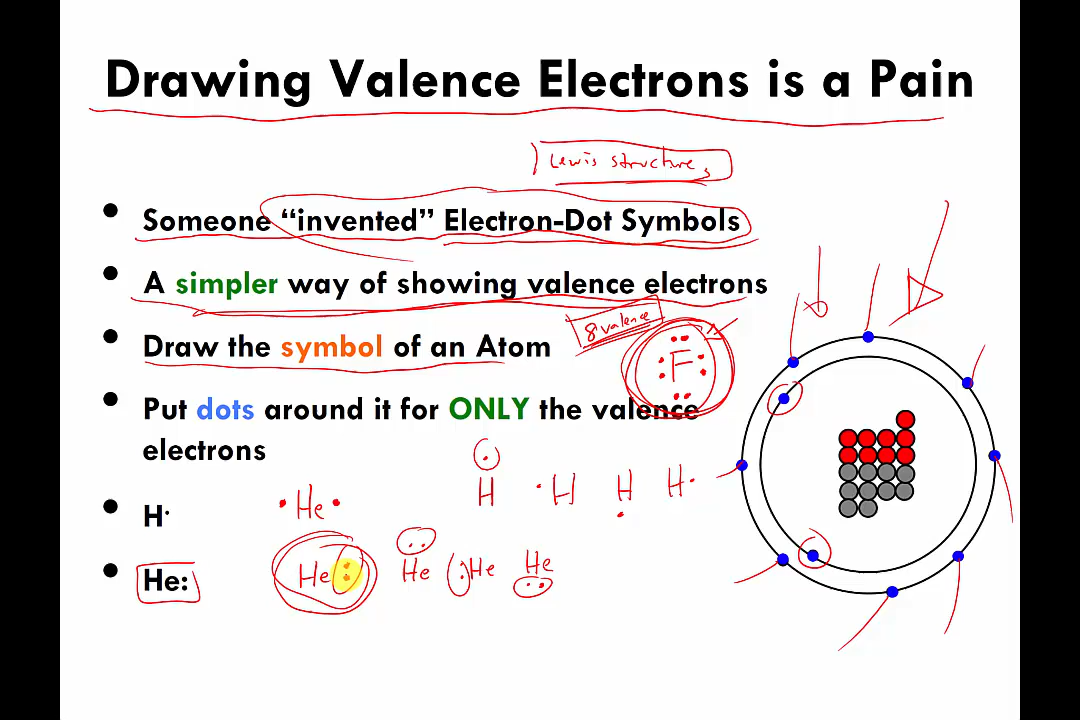 Drawing Valence Electrons is a Pain
Lewis structures
• Someone “invented” Electron-Dot Symbols
• A simpler way of showing valence electrons
• Draw the symbol of an Atom
8 valence
F
• Put dots around it for ONLY the valence
electrons
H ·H H H·
• H·
•He•
• He:
He: He :He He